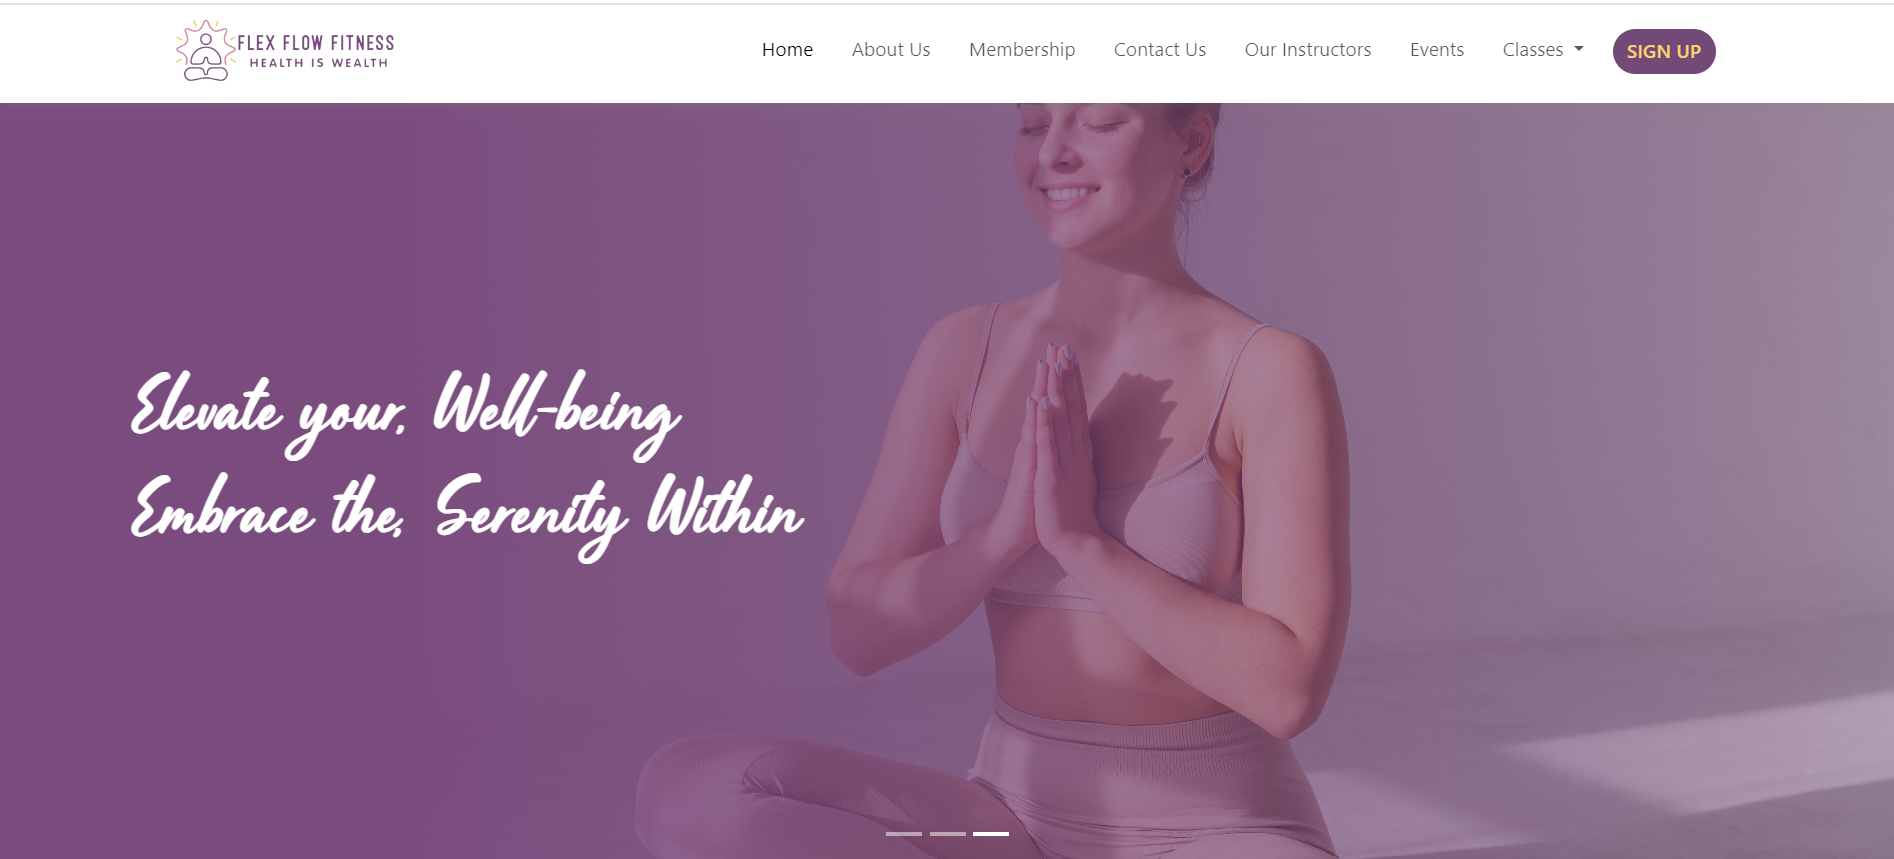 FLEX FLOW FITNESS
HEALTH IS WEALTH
Home About Us Membership Contact Us Our Instructors Events Classes SIGN UP
Elevate your, Well-being
Embrace the, Serenity Within